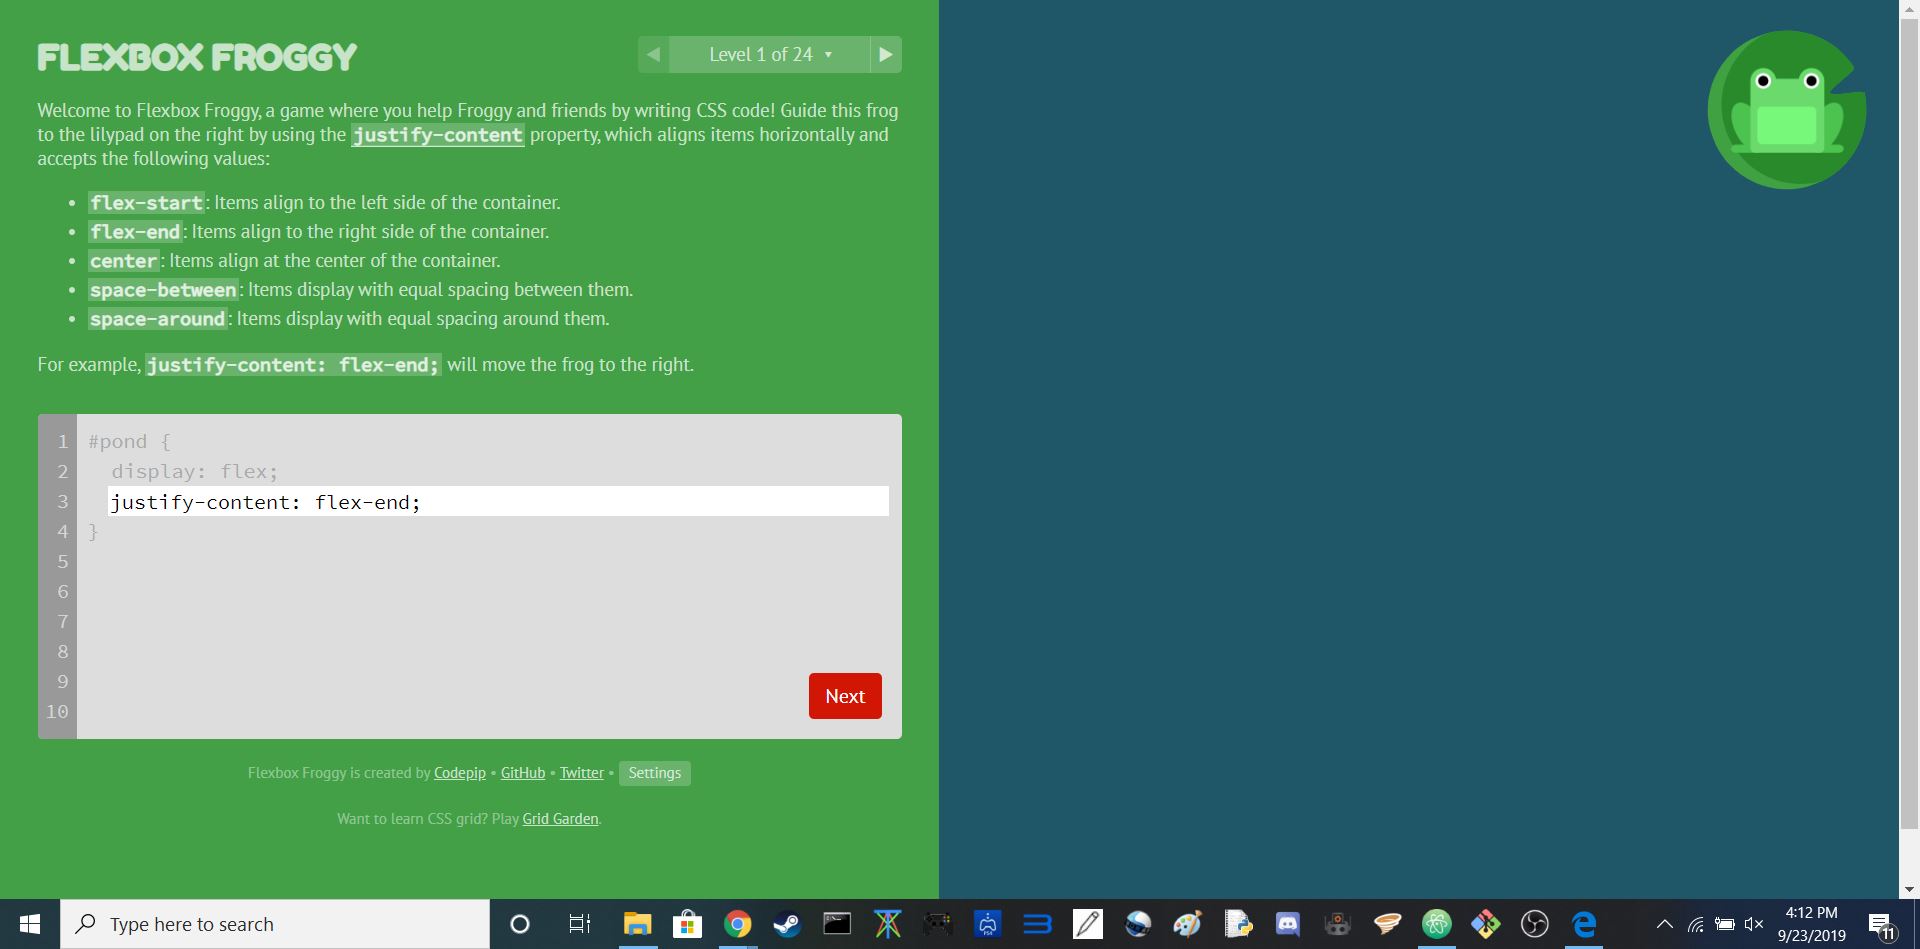 FLEXBOX FROGGY
◀ Level 1 of 24 ▾ ▶
Welcome to Flexbox Froggy, a game where you help Froggy and friends by writing CSS code! Guide this frog
to the lilypad on the right by using the justify-content property, which aligns items horizontally and
accepts the following values:
• flex-start: Items align to the left side of the container.
• flex-end: Items align to the right side of the container.
• center: Items align at the center of the container.
• space-between: Items display with equal spacing between them.
• space-around: Items display with equal spacing around them.
For example, justify-content: flex-end; will move the frog to the right.
1 #pond {
2 display: flex;
3 justify-content: flex-end;
4 }
5
6
7
8
9
10
Next
Flexbox Froggy is created by Codepip • GitHub • Twitter • Settings
Want to learn CSS grid? Play Grid Garden.
Type here to search
PS4
4:12 PM
9/23/2019
11